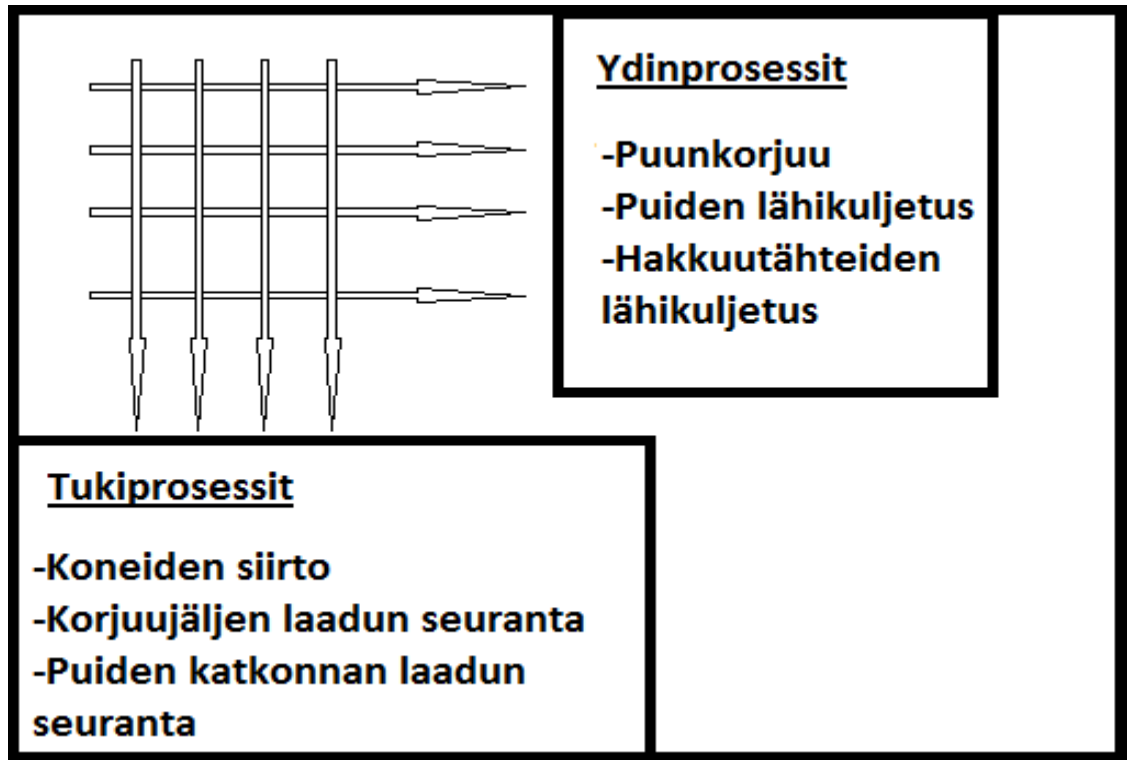 Ydinprosessit
-Puunkorjuu
-Puiden lähikuljetus
-Hakkuutähteiden
lähikuljetus
Tukiprosessit
-Koneiden siirto
-Korjuujäljen laadun seuranta
-Puiden katkonnan laadun
seuranta